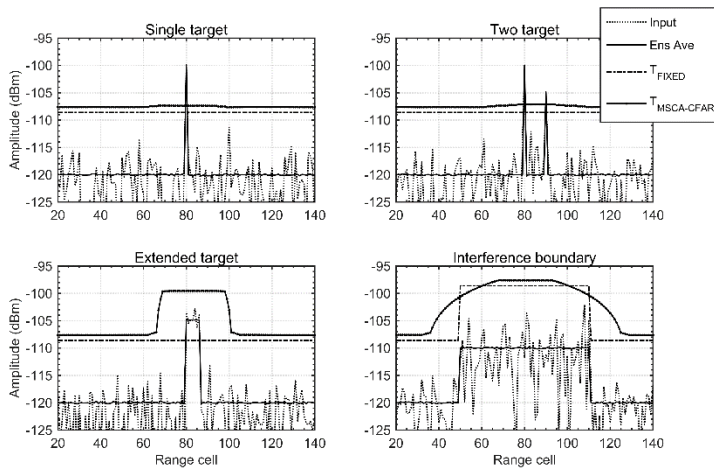 Single target
Two target
Input
Ens Ave
T_FIXED
T_MSCA-CFAR
Amplitude (dBm)
-95
-100
-105
-110
-115
-120
-125
20 40 60 80 100 120 140
-95
-100
-105
-110
-115
-120
-125
20 40 60 80 100 120 140
Extended target
Interference boundary
Amplitude (dBm)
-95
-100
-105
-110
-115
-120
-125
20 40 60 80 100 120 140
Range cell
-95
-100
-105
-110
-115
-120
-125
20 40 60 80 100 120 140
Range cell